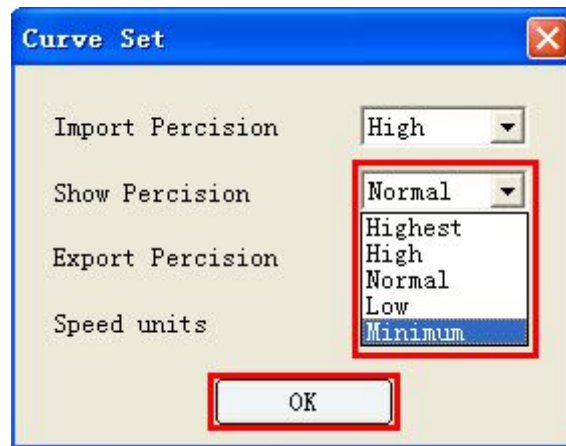 Curve Set
Import Percision High
Show Percision Normal
Highest
High
Export Percision
Normal
Low
Speed units
Minimum
OK